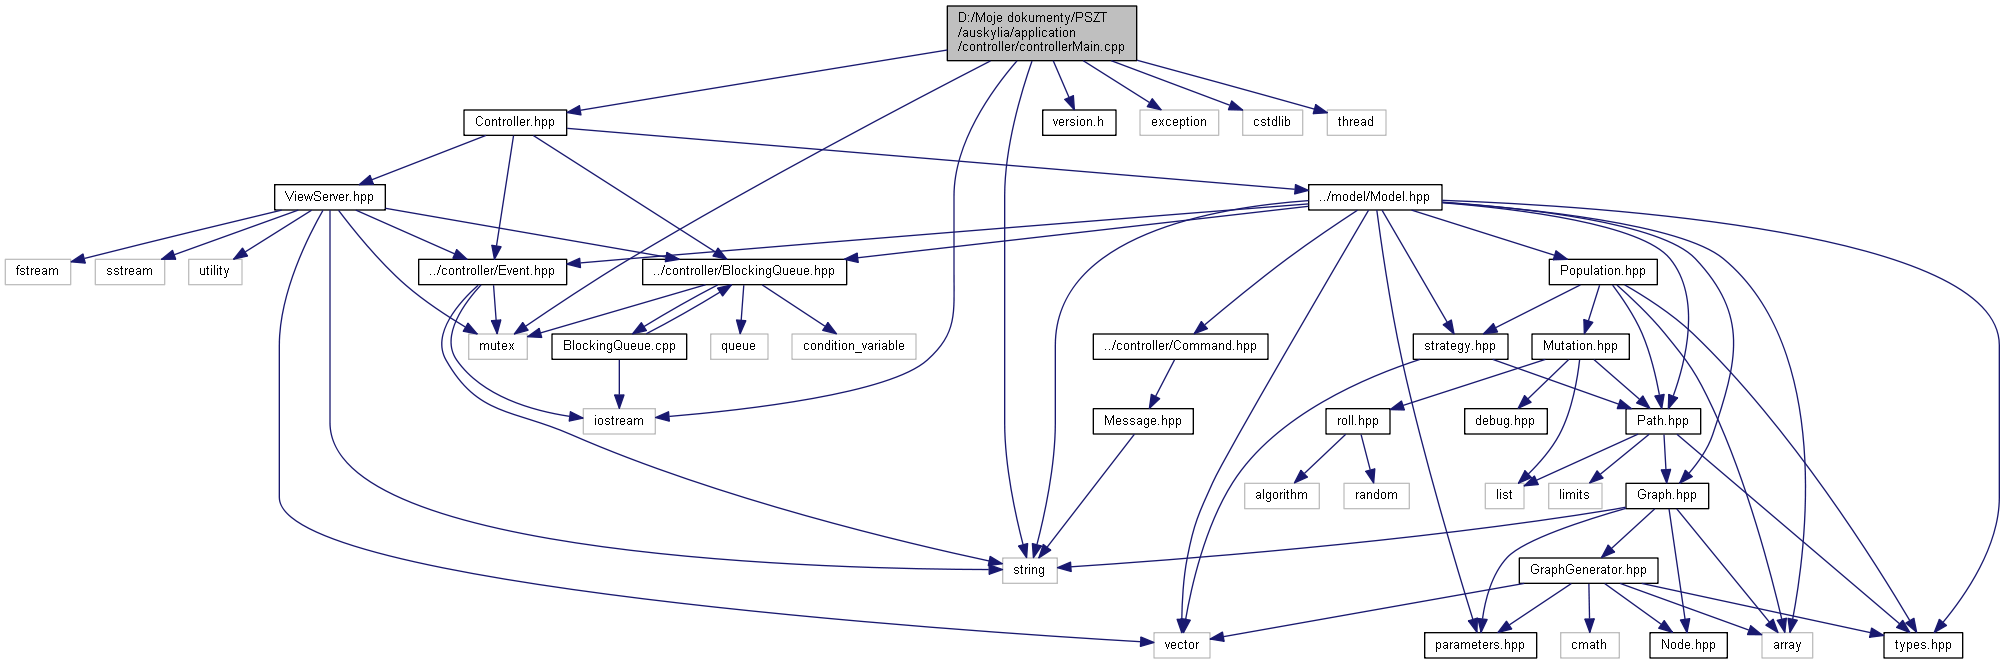 D:/Moje dokumenty/PSZT
/auskylia/application
/controller/controllerMain.cpp
Controller.hpp
version.h
exception
cstdlib
thread
ViewServer.hpp
../model/Model.hpp
fstream
sstream
utility
../controller/Event.hpp
../controller/BlockingQueue.hpp
Population.hpp
mutex
BlockingQueue.cpp
queue
condition_variable
../controller/Command.hpp
strategy.hpp
Mutation.hpp
iostream
Message.hpp
roll.hpp
debug.hpp
Path.hpp
algorithm
random
list
limits
Graph.hpp
string
GraphGenerator.hpp
vector
parameters.hpp
cmath
Node.hpp
array
types.hpp